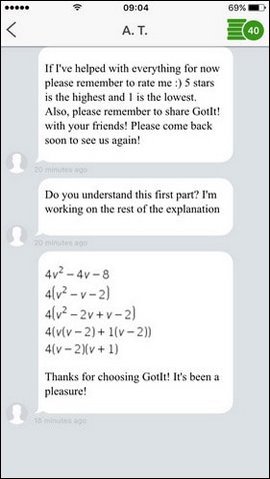 09:04
69%
A. T.
40
If I've helped with everything for now
please remember to rate me :) 5 stars
is the highest and 1 is the lowest.
Also, please remember to share GotIt!
with your friends! Please come back
soon to see us again!
20 minutes ago
Do you understand this first part? I'm
working on the rest of the explanation
20 minutes ago
4v² – 4v – 8
4(v² – v – 2)
4(v² – 2v + v – 2)
4(v(v – 2) + 1(v – 2))
4(v – 2)(v + 1)
Thanks for choosing GotIt! It's been a
pleasure!
18 minutes ago